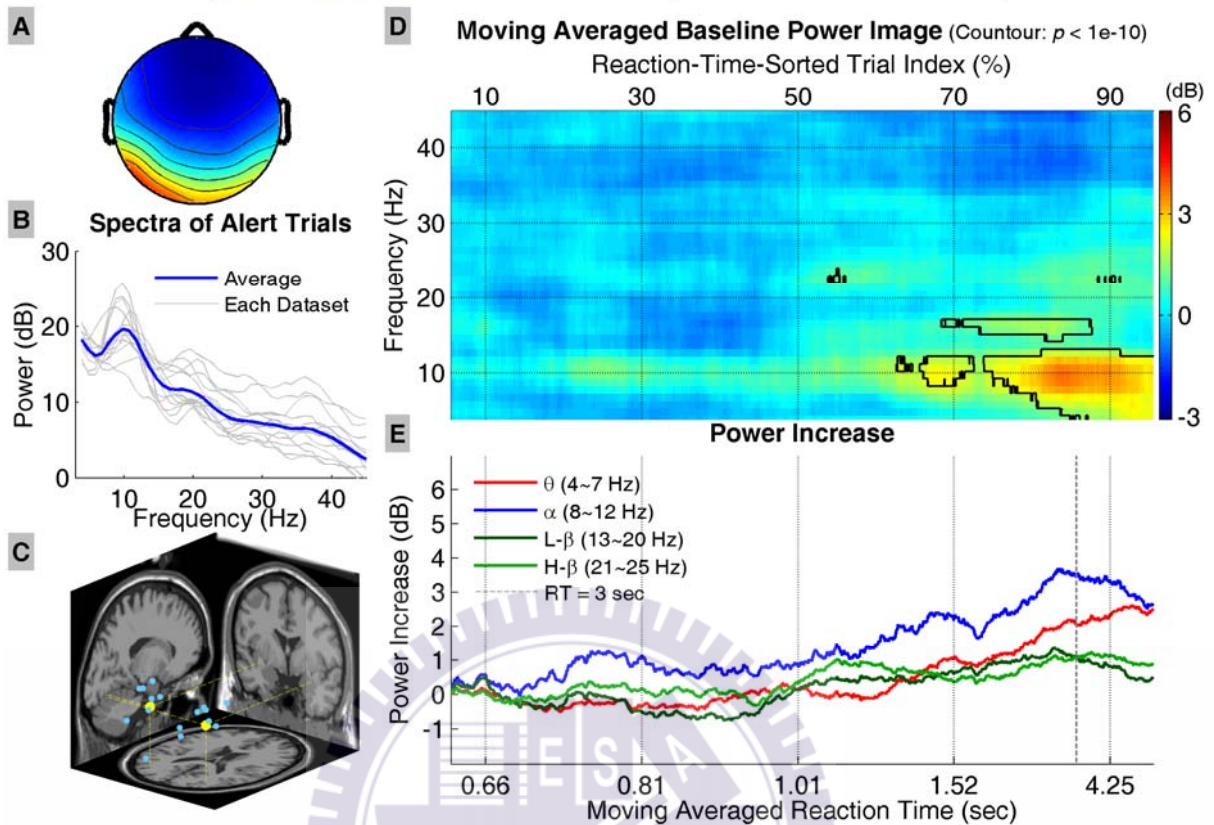 A
B
Spectra of Alert Trials
30
20
10
0
Power (dB)
Average
Each Dataset
10 20 30 40
Frequency (Hz)
C
D
Moving Averaged Baseline Power Image (Countour: p < 1e-10)
Reaction-Time-Sorted Trial Index (%)
10 30 50 70 90
(dB)
6
3
0
-3
40
30
20
10
Frequency (Hz)
E
Power Increase
6
5
4
3
2
1
0
-1
Power Increase (dB)
θ (4~7 Hz)
α (8~12 Hz)
L-β (13~20 Hz)
H-β (21~25 Hz)
RT = 3 sec
0.66 0.81 1.01 1.52 4.25
Moving Averaged Reaction Time (sec)
E S A